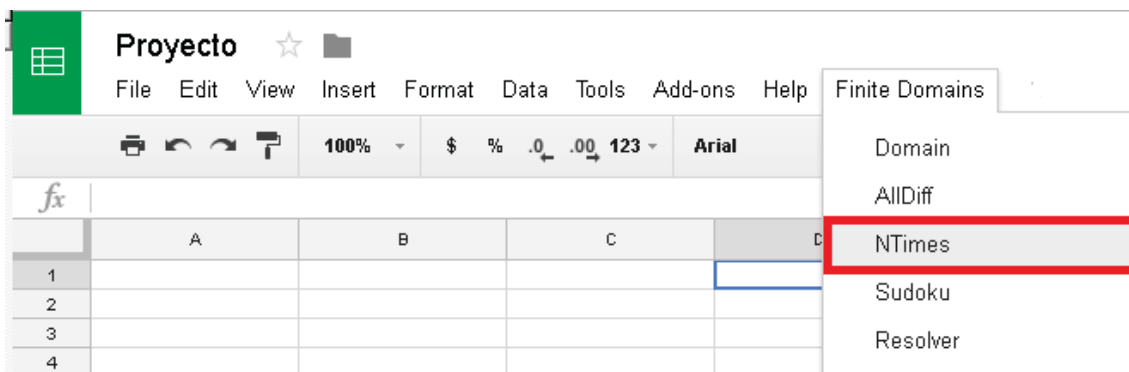 Proyecto
File Edit View Insert Format Data Tools Add-ons Help Finite Domains
100% $ % .0 .00 123 Arial
Domain
fx
AllDiff
A B C D
NTimes
1
2
Sudoku
3
Resolver
4